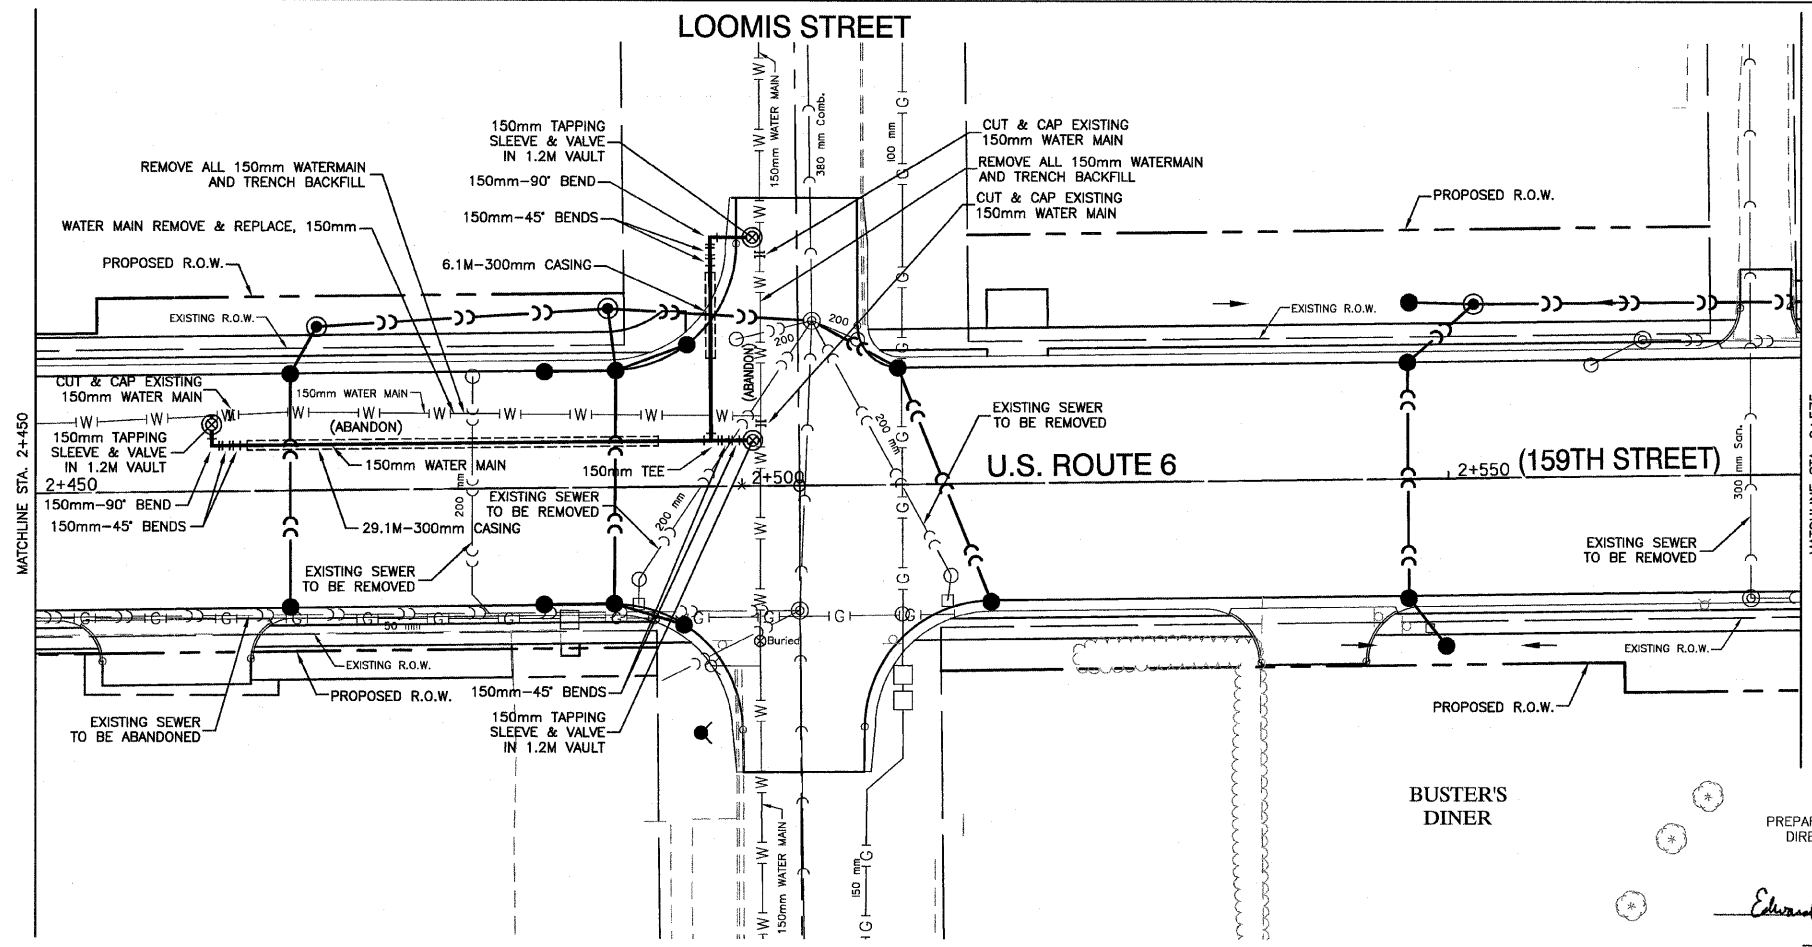 LOOMIS STREET
150mm TAPPING
SLEEVE & VALVE
IN 1.2M VAULT
150mm-90° BEND
150mm-45° BENDS
6.1M-300mm CASING
REMOVE ALL 150mm WATERMAIN
AND TRENCH BACKFILL
WATER MAIN REMOVE & REPLACE, 150mm
PROPOSED R.O.W.
EXISTING R.O.W.
150mm WATER MAIN
380 mm Comb.
100 mm
CUT & CAP EXISTING
150mm WATER MAIN
REMOVE ALL 150mm WATERMAIN
AND TRENCH BACKFILL
CUT & CAP EXISTING
150mm WATER MAIN
PROPOSED R.O.W.
EXISTING R.O.W.
200
200
(ABANDON)
CUT & CAP EXISTING
150mm WATER MAIN
150mm WATER MAIN
(ABANDON)
150mm TAPPING
SLEEVE & VALVE
IN 1.2M VAULT
150mm WATER MAIN
150mm TEE
MATCHLINE STA. 2+450
2+450
150mm-90° BEND
150mm-45° BENDS
29.1M-300mm CASING
200 mm
EXISTING SEWER
TO BE REMOVED
200 mm
2+500
200 mm
EXISTING SEWER
TO BE REMOVED
U.S. ROUTE 6
2+550
(159TH STREET)
300 mm San.
EXISTING SEWER
TO BE REMOVED
EXISTING SEWER
TO BE REMOVED
50 mm
Buried
EXISTING R.O.W.
PROPOSED R.O.W.
EXISTING SEWER
TO BE ABANDONED
150mm-45° BENDS
150mm TAPPING
SLEEVE & VALVE
IN 1.2M VAULT
EXISTING R.O.W.
PROPOSED R.O.W.
150mm WATER MAIN
150 mm
BUSTER'S
DINER
PREPAR
DIRE